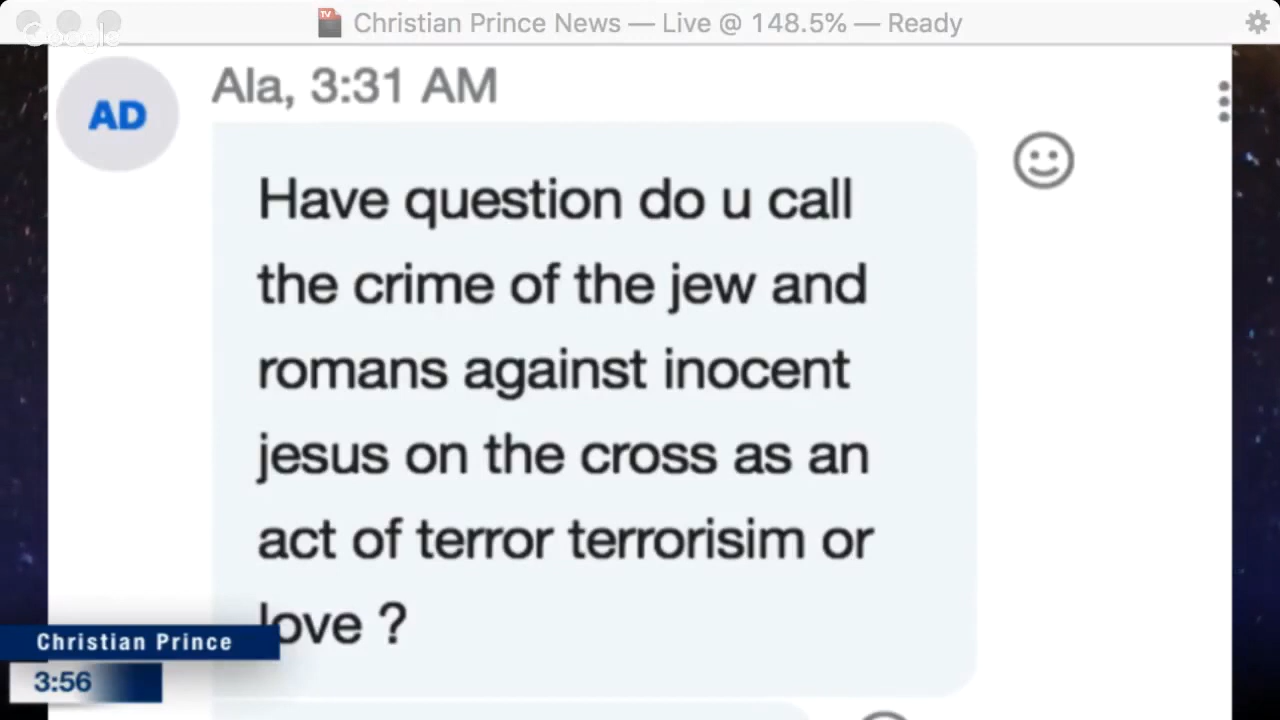 Christian Prince News — Live @ 148.5% — Ready
Google
Ala, 3:31 AM
AD
Have question do u call
the crime of the jew and
romans against inocent
jesus on the cross as an
act of terror terrorisim or
love ?
Christian Prince
3:56